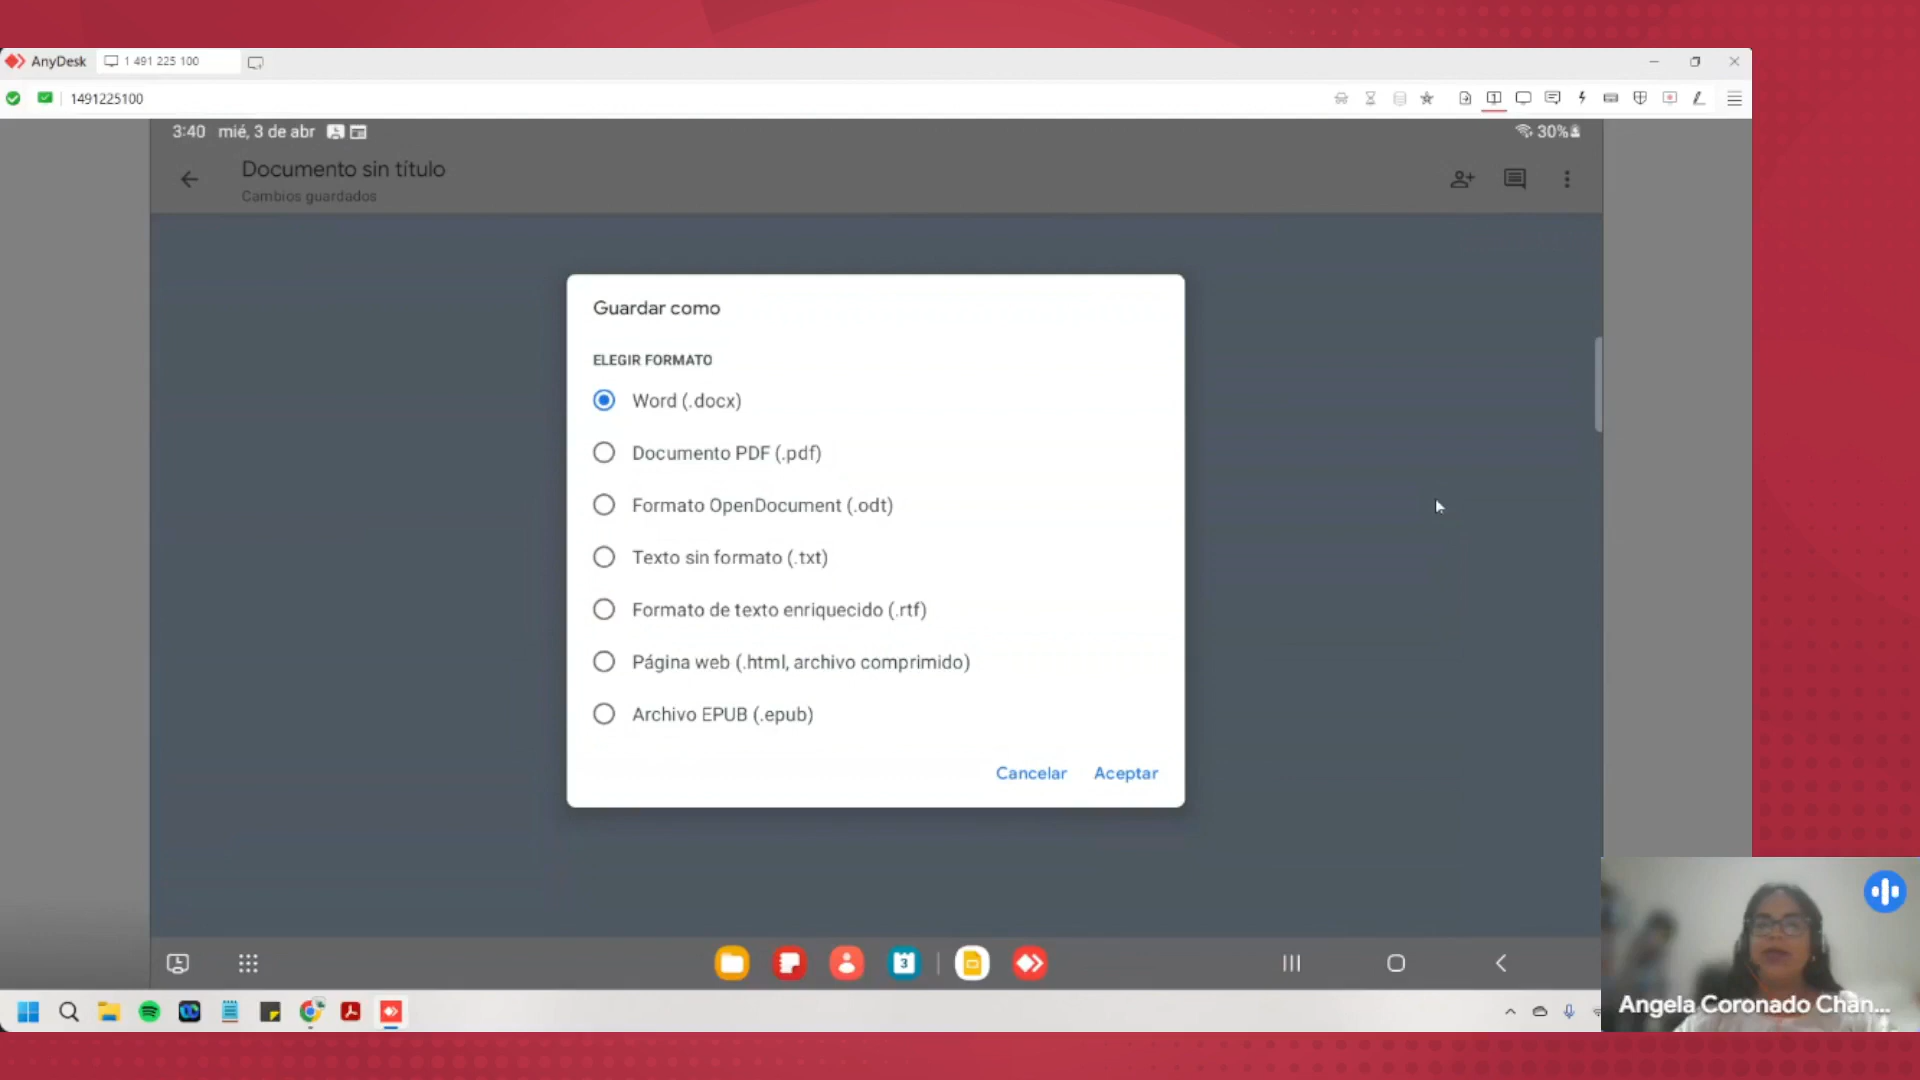 AnyDesk
1 491 225 100
1491225100
3:40 mié, 3 de abr
30%
Documento sin título
Cambios guardados
Guardar como
ELEGIR FORMATO
Word (.docx)
Documento PDF (.pdf)
Formato OpenDocument (.odt)
Texto sin formato (.txt)
Formato de texto enriquecido (.rtf)
Página web (.html, archivo comprimido)
Archivo EPUB (.epub)
Cancelar
Aceptar
3
Angela Coronado Chan...